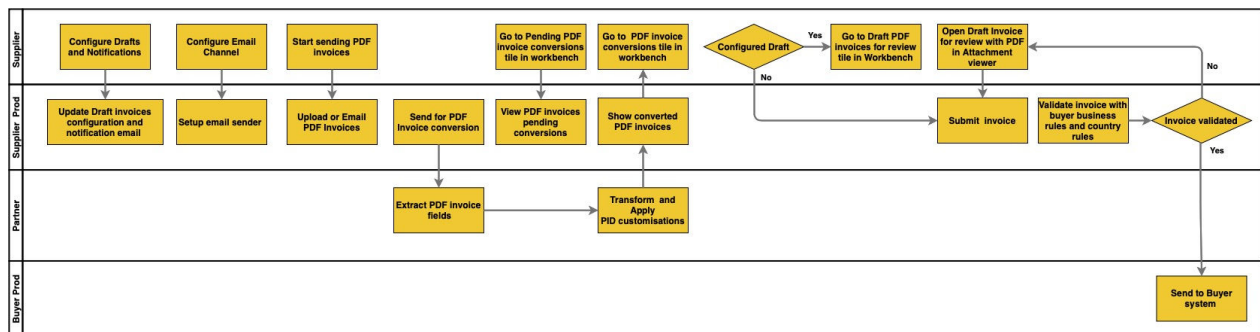 Supplier
Configure Drafts
and Notifications
Configure Email
Channel
Start sending PDF
invoices
Go to Pending PDF
invoice conversions
tile in workbench
Go to PDF invoice
conversions tile in
workbench
Configured Draft
Yes
No
Go to Draft PDF
invoices for review
tile in Workbench
Open Draft Invoice
for review with PDF
in Attachment
viewer
No
Supplier Prod
Update Draft invoices
configuration and
notification email
Setup email sender
Upload or Email
PDF Invoices
Send for PDF
Invoice conversion
View PDF invoices
pending
conversions
Show converted
PDF invoices
Submit invoice
Validate invoice with
buyer business
rules and country
rules
Invoice validated
Yes
Partner
Extract PDF invoice
fields
Transform and
Apply
PID customisations
Buyer Prod
Send to Buyer
system